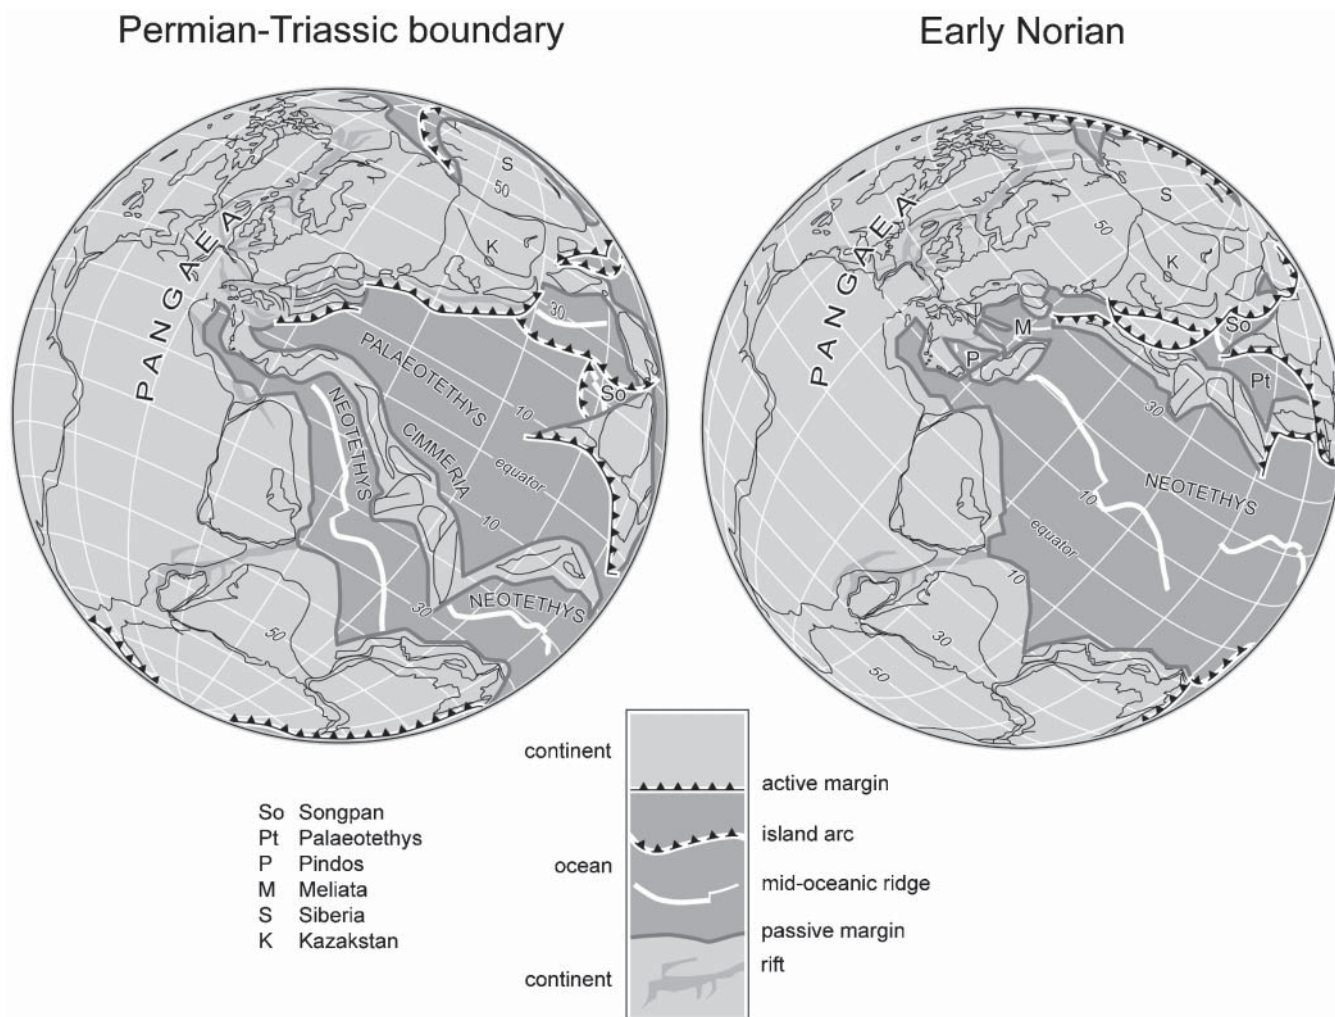 Permian-Triassic boundary
Early Norian
PANGAEA
S
50
K
30
PALAEOTETHYS
So
10
NEOTETHYS
CIMMERIA
equator
10
30
NEOTETHYS
50
PANGAEA
S
50
K
M
So
P
Pt
30
NEOTETHYS
10
equator
10
30
50
continent
active margin
island arc
ocean
mid-oceanic ridge
passive margin
rift
continent
So Songpan
Pt Palaeotethys
P Pindos
M Meliata
S Siberia
K Kazakstan